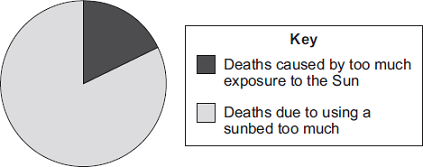 Key
Deaths caused by too much
exposure to the Sun
Deaths due to using a
sunbed too much